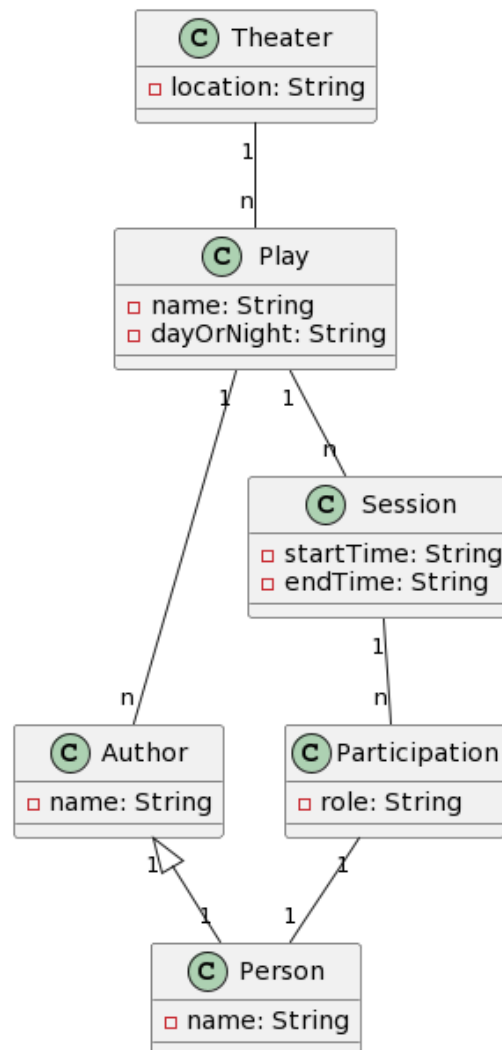 C Theater
location: String
1
n
C Play
name: String
dayOrNight: String
1 1
n
C Session
startTime: String
endTime: String
1
n n
C Author C Participation
name: String role: String
1 1
1 1
C Person
name: String